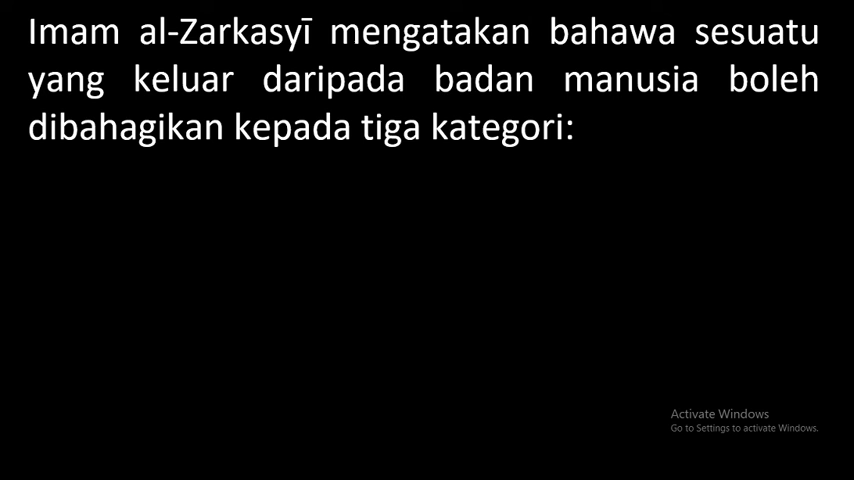 Imam al-Zarkasyī mengatakan bahawa sesuatu
yang keluar daripada badan manusia boleh
dibahagikan kepada tiga kategori:
Activate Windows
Go to Settings to activate Windows.